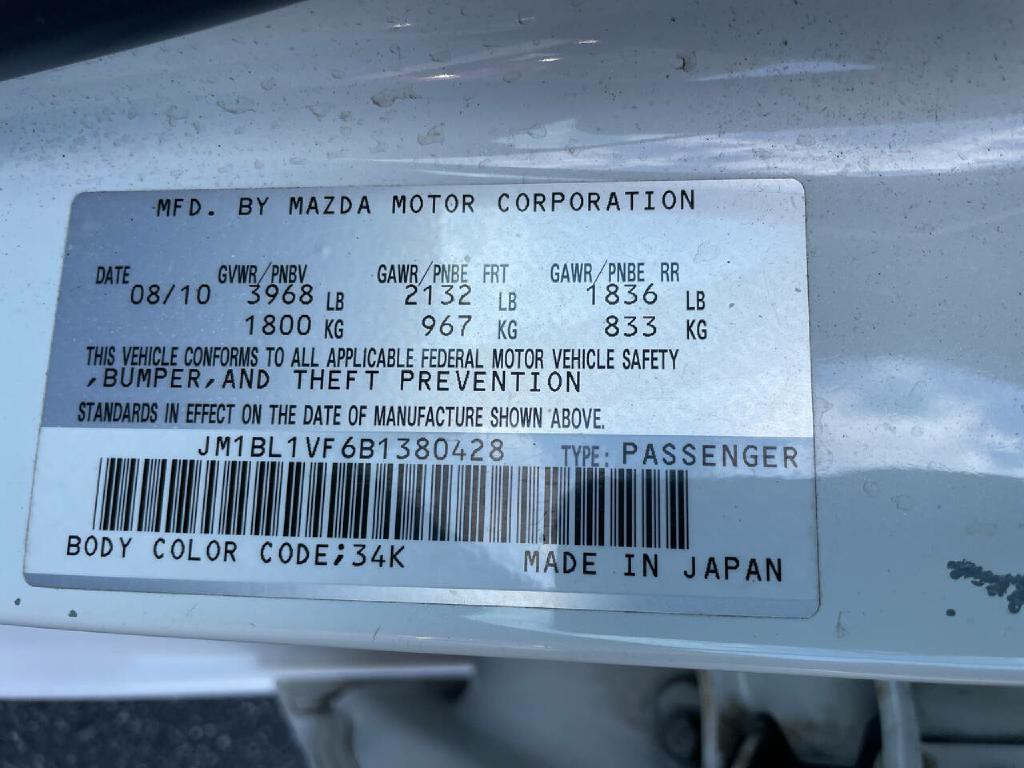 MFD. BY MAZDA MOTOR CORPORATION
DATE GVWR/PNBV GAWR/PNBE FRT GAWR/PNBE RR
08/10 3968 LB 2132 LB 1836 LB
1800 KG 967 KG 833 KG
THIS VEHICLE CONFORMS TO ALL APPLICABLE FEDERAL MOTOR VEHICLE SAFETY
,BUMPER,AND THEFT PREVENTION
STANDARDS IN EFFECT ON THE DATE OF MANUFACTURE SHOWN ABOVE.
JM1BL1VF6B1380428 TYPE: PASSENGER
BODY COLOR CODE;34K MADE IN JAPAN